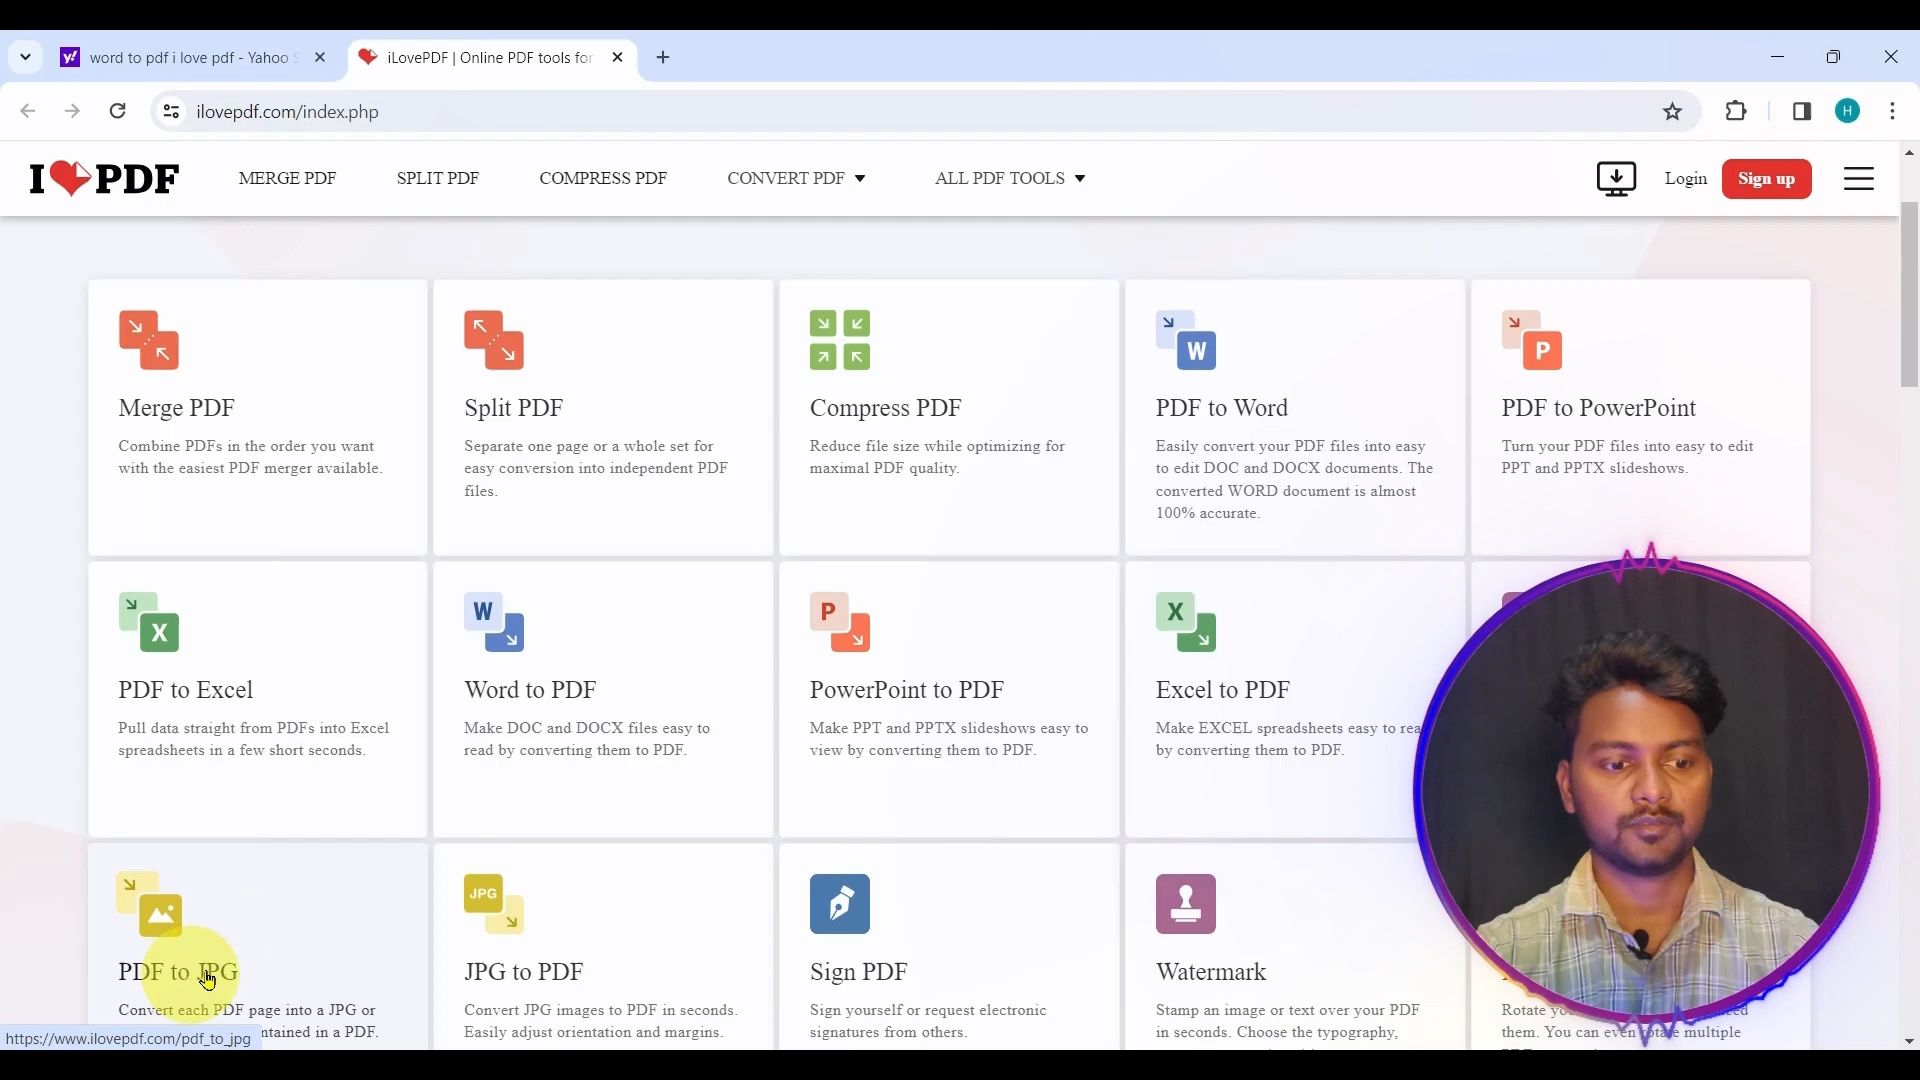 word to pdf i love pdf - Yahoo S
iLovePDF | Online PDF tools for
ilovepdf.com/index.php
H
I PDF
MERGE PDF
SPLIT PDF
COMPRESS PDF
CONVERT PDF
ALL PDF TOOLS
Login
Sign up
Merge PDF
Combine PDFs in the order you want
with the easiest PDF merger available.
Split PDF
Separate one page or a whole set for
easy conversion into independent PDF
files.
Compress PDF
Reduce file size while optimizing for
maximal PDF quality.
W
PDF to Word
Easily convert your PDF files into easy
to edit DOC and DOCX documents. The
converted WORD document is almost
100% accurate.
P
PDF to PowerPoint
Turn your PDF files into easy to edit
PPT and PPTX slideshows.
X
PDF to Excel
Pull data straight from PDFs into Excel
spreadsheets in a few short seconds.
W
Word to PDF
Make DOC and DOCX files easy to
read by converting them to PDF.
P
PowerPoint to PDF
Make PPT and PPTX slideshows easy to
view by converting them to PDF.
X
Excel to PDF
Make EXCEL spreadsheets easy to rea
by converting them to PDF.
PDF to JPG
Convert each PDF page into a JPG or
ntained in a PDF.
JPG
JPG to PDF
Convert JPG images to PDF in seconds.
Easily adjust orientation and margins.
Sign PDF
Sign yourself or request electronic
signatures from others.
Watermark
Stamp an image or text over your PDF
in seconds. Choose the typography,
Rotate
them. You can even rotate multiple
https://www.ilovepdf.com/pdf_to_jpg